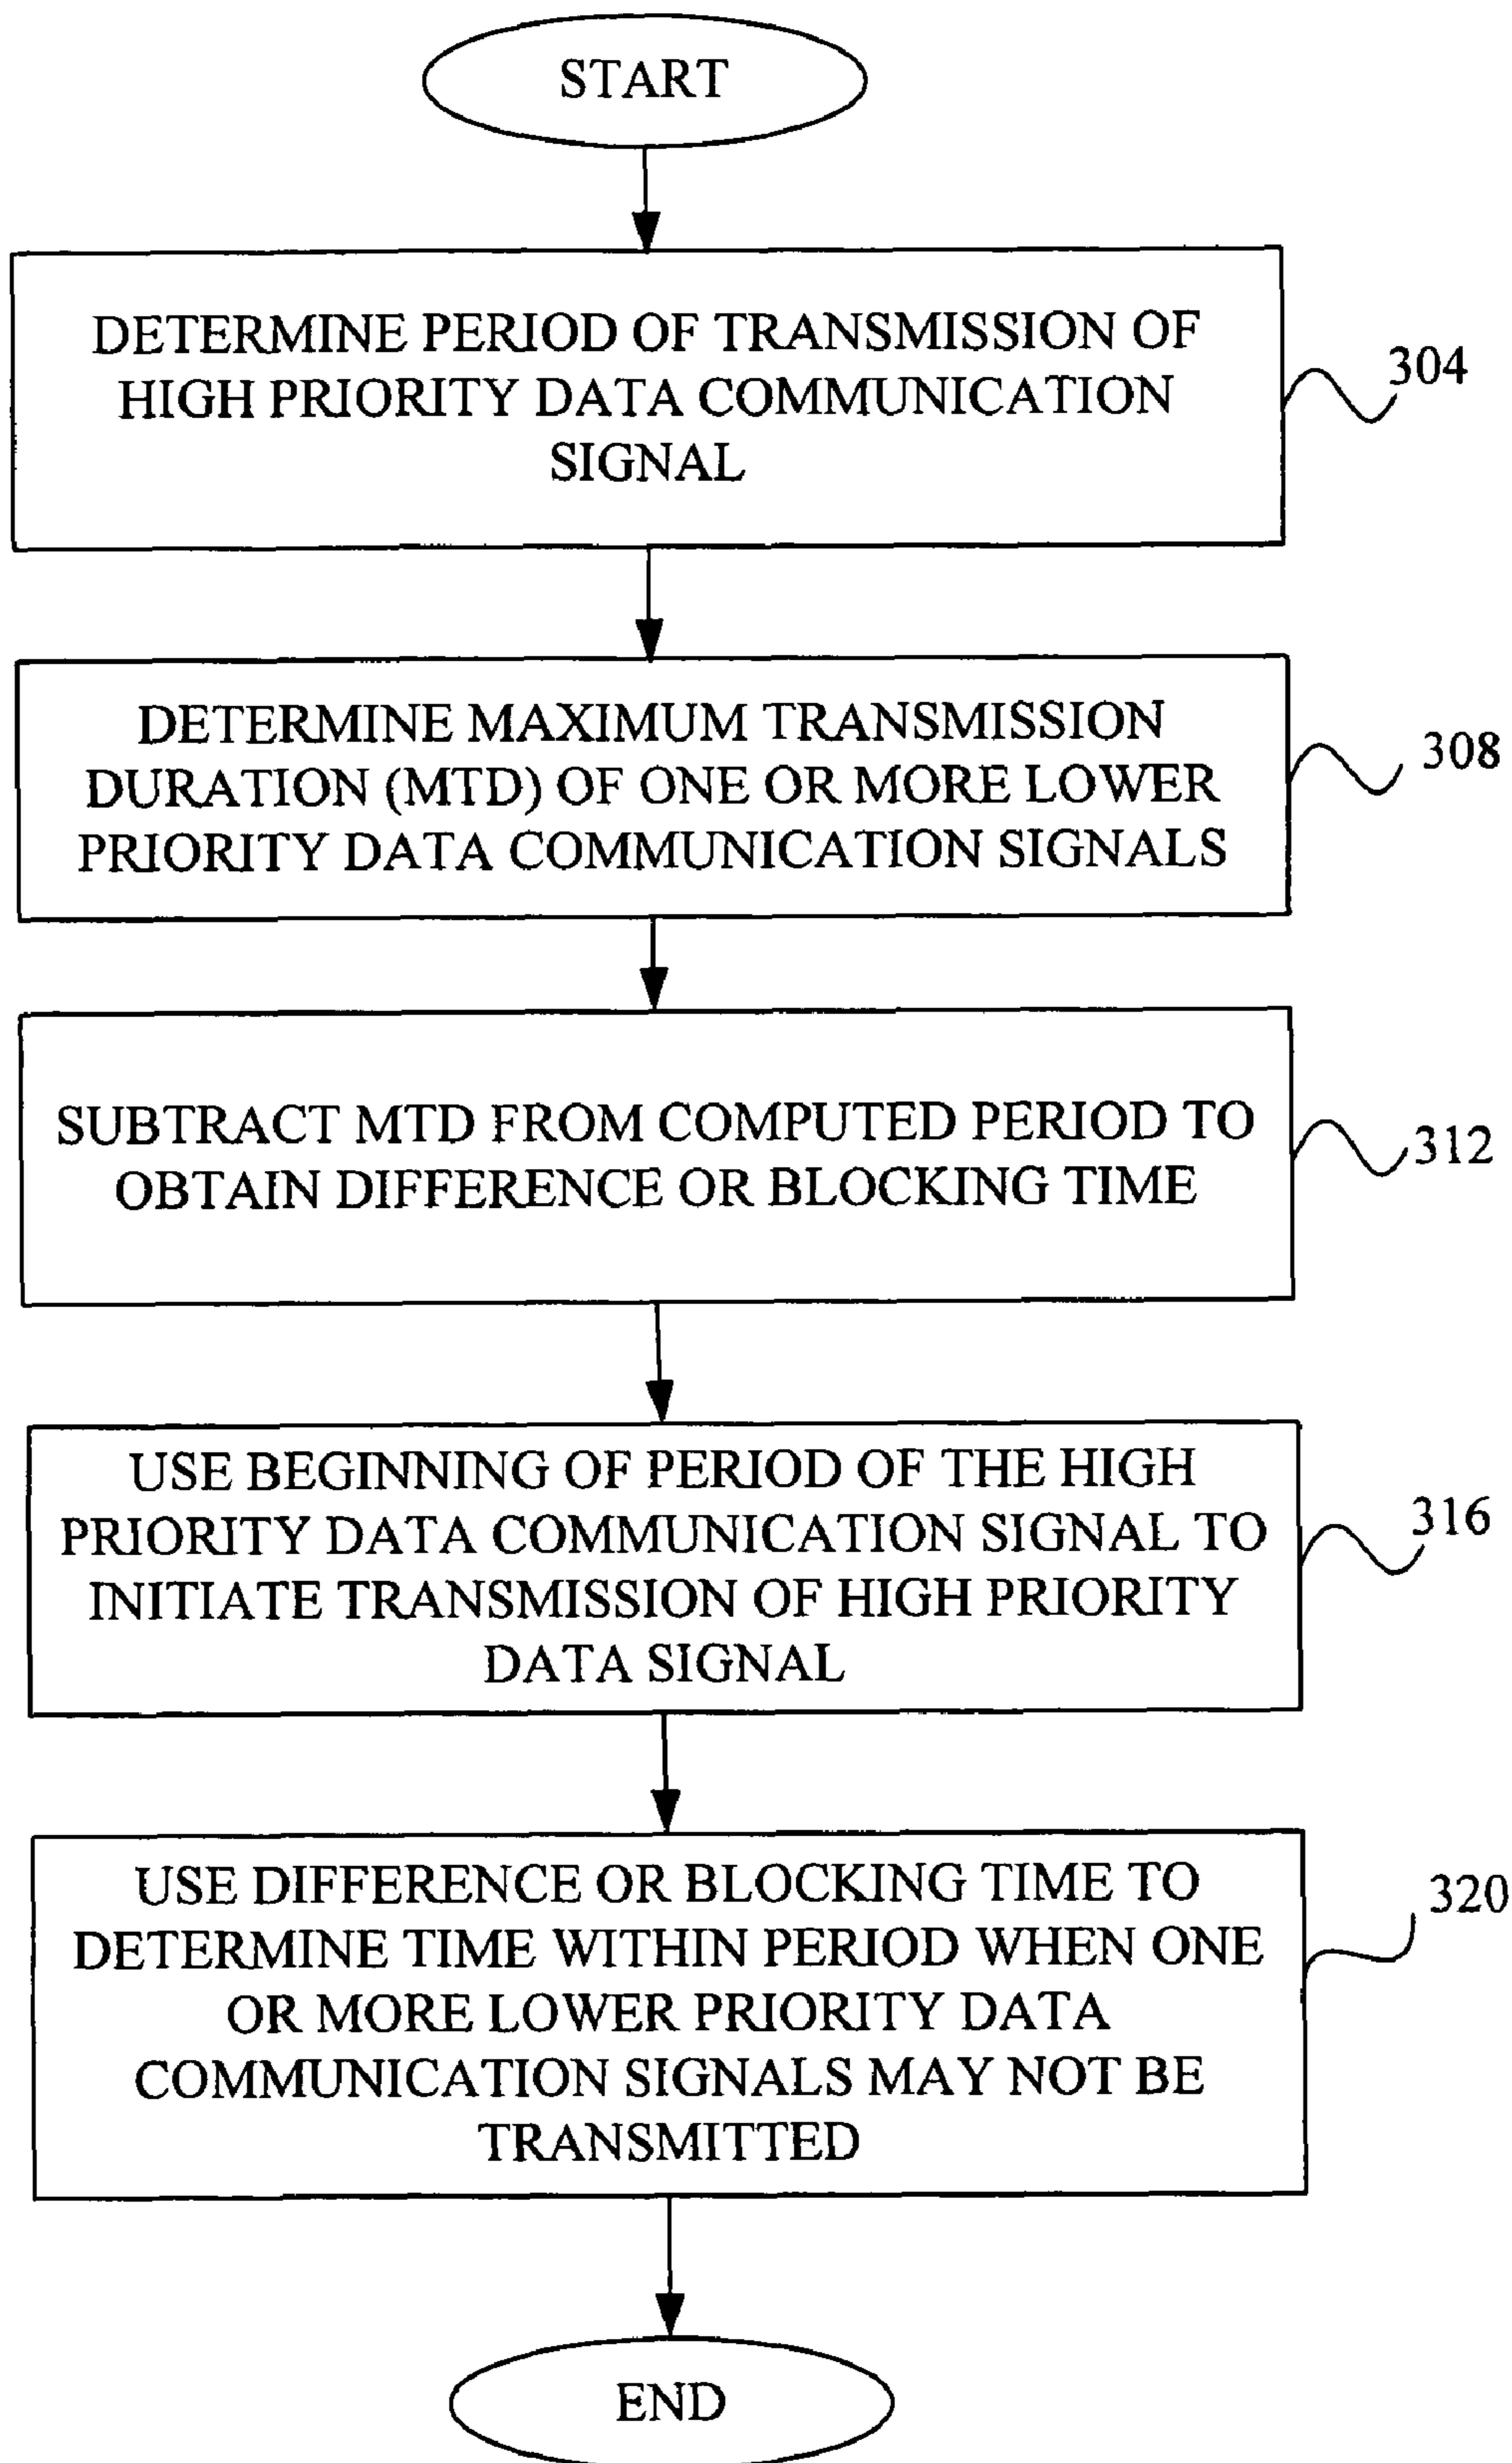 START
DETERMINE PERIOD OF TRANSMISSION OF
HIGH PRIORITY DATA COMMUNICATION
SIGNAL
304
DETERMINE MAXIMUM TRANSMISSION
DURATION (MTD) OF ONE OR MORE LOWER
PRIORITY DATA COMMUNICATION SIGNALS
308
SUBTRACT MTD FROM COMPUTED PERIOD TO
OBTAIN DIFFERENCE OR BLOCKING TIME
312
USE BEGINNING OF PERIOD OF THE HIGH
PRIORITY DATA COMMUNICATION SIGNAL TO
INITIATE TRANSMISSION OF HIGH PRIORITY
DATA SIGNAL
316
USE DIFFERENCE OR BLOCKING TIME TO
DETERMINE TIME WITHIN PERIOD WHEN ONE
OR MORE LOWER PRIORITY DATA
COMMUNICATION SIGNALS MAY NOT BE
TRANSMITTED
320
END